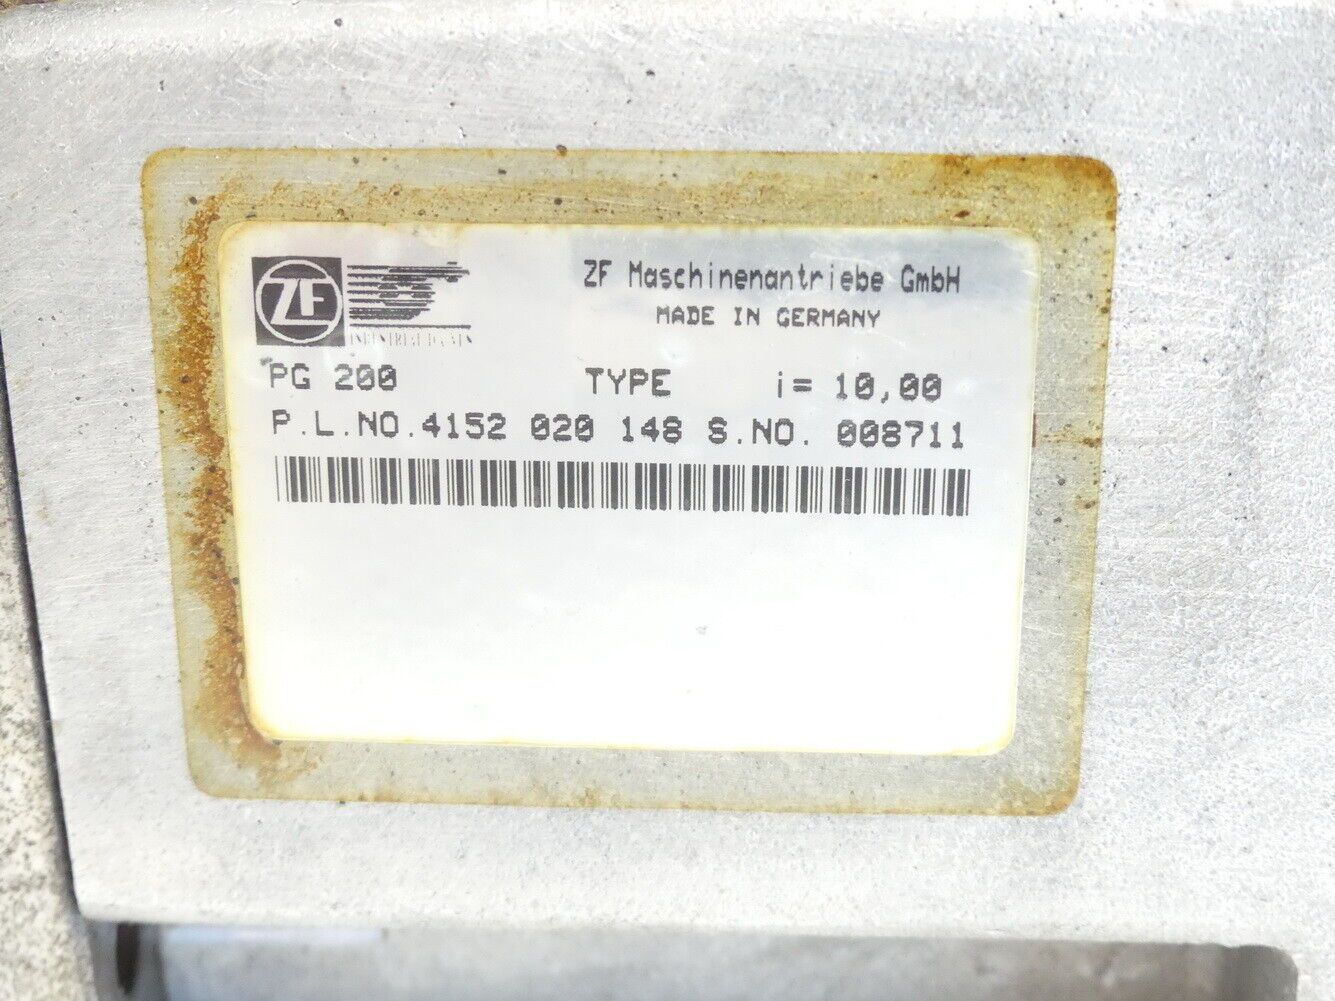 ZF
ZF Maschinenantriebe GmbH
MADE IN GERMANY
PG 200 TYPE i= 10,00
P.L.NO.4152 020 148 S.NO. 008711